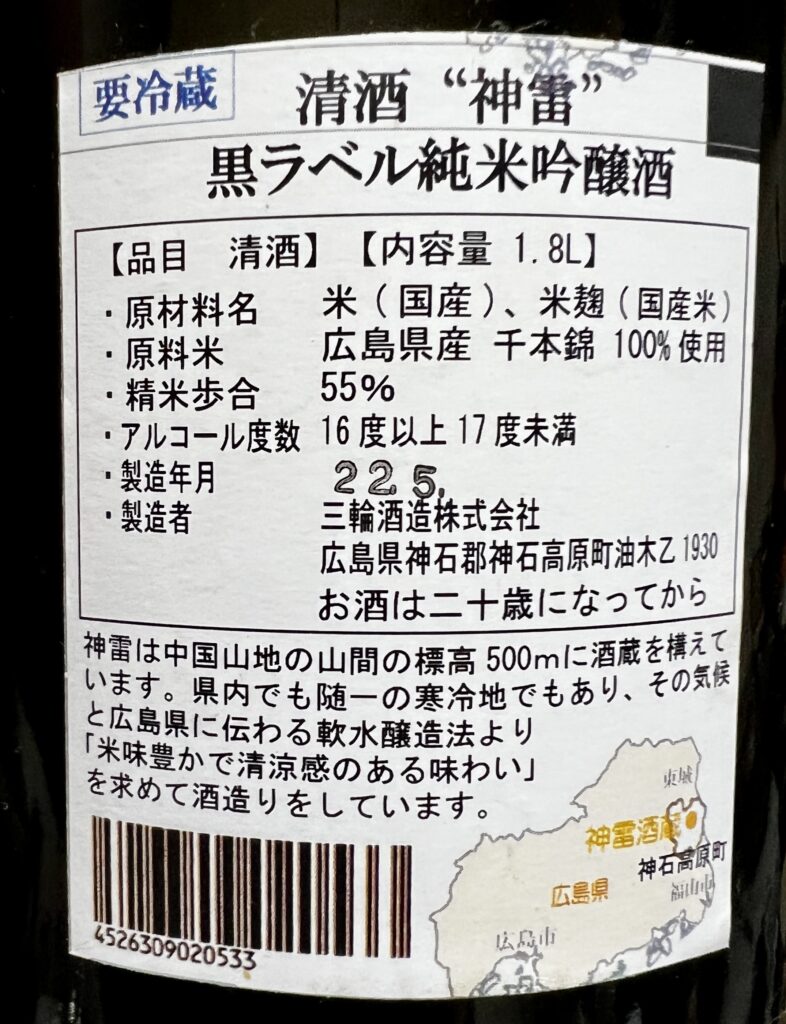 要冷蔵
清酒 “神雷”
黒ラベル純米吟醸酒
【品目 清酒】【内容量 1.8L】
・原材料名 米(国産)、米麹(国産米)
・原料米 広島県産 千本錦 100%使用
・精米歩合 55%
・アルコール度数 16度以上17度未満
・製造年月 22.5.
・製造者 三輪酒造株式会社
広島県神石郡神石高原町油木乙1930
お酒は二十歳になってから
神雷は中国山地の山間の標高500mに酒蔵を構えて
います。県内でも随一の寒冷地でもあり、その気候
と広島県に伝わる軟水醸造法より
「米味豊かで清涼感のある味わい」
を求めて酒造りをしています。
東城
神雷酒蔵
神石高原町
広島県
福山市
広島市
4526309020533